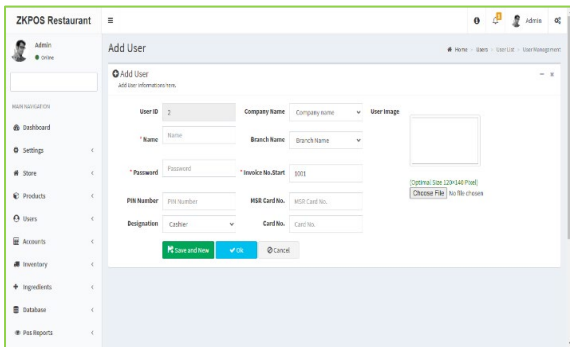 ZKPOS Restaurant
Admin
Admin
Online
Add User
Home > Users > User List > User Management
Add User
Add User Informations here.
MAIN NAVIGATION
Dashboard
Settings
Store
Products
Users
Accounts
Inventory
Ingredients
Database
Pos Reports
User ID 2 Company Name Company name User Image
* Name Name Branch Name Branch Name
* Password Password * Invoice No.Start 1001
[Optimal Size 120×140 Pixel]
Choose File No file chosen
PIN Number PIN Number MSR Card No. MSR Card No.
Designation Cashier Card No. Card No.
Save and New Ok Cancel